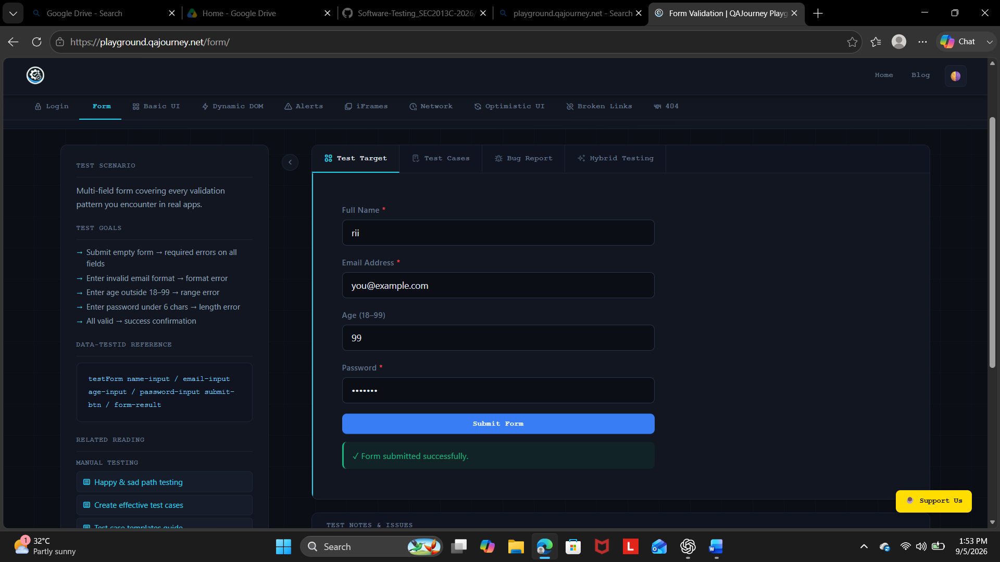 Google Drive - Search
Home - Google Drive
Software-Testing_SEC2013C-2026/
playground.qajourney.net - Search
Form Validation | QAJourney Playg
https://playground.qajourney.net/form/
Chat
Home
Blog
Login
Form
Basic UI
Dynamic DOM
Alerts
iFrames
Network
Optimistic UI
Broken Links
404 404
TEST SCENARIO
Multi-field form covering every validation
pattern you encounter in real apps.
TEST GOALS
→ Submit empty form → required errors on all
fields
→ Enter invalid email format → format error
→ Enter age outside 18–99 → range error
→ Enter password under 6 chars → length error
→ All valid → success confirmation
DATA-TESTID REFERENCE
testForm name-input / email-input
age-input / password-input submit-
btn / form-result
RELATED READING
MANUAL TESTING
Happy & sad path testing
Create effective test cases
Test case templates guide
Test Target
Test Cases
Bug Report
Hybrid Testing
Full Name *
rii
Email Address *
you@example.com
Age (18–99)
99
Password *
•••••••
Submit Form
✓ Form submitted successfully.
TEST NOTES & ISSUES
Support Us
1
32°C
Partly sunny
Search
L
W
1:53 PM
9/5/2026